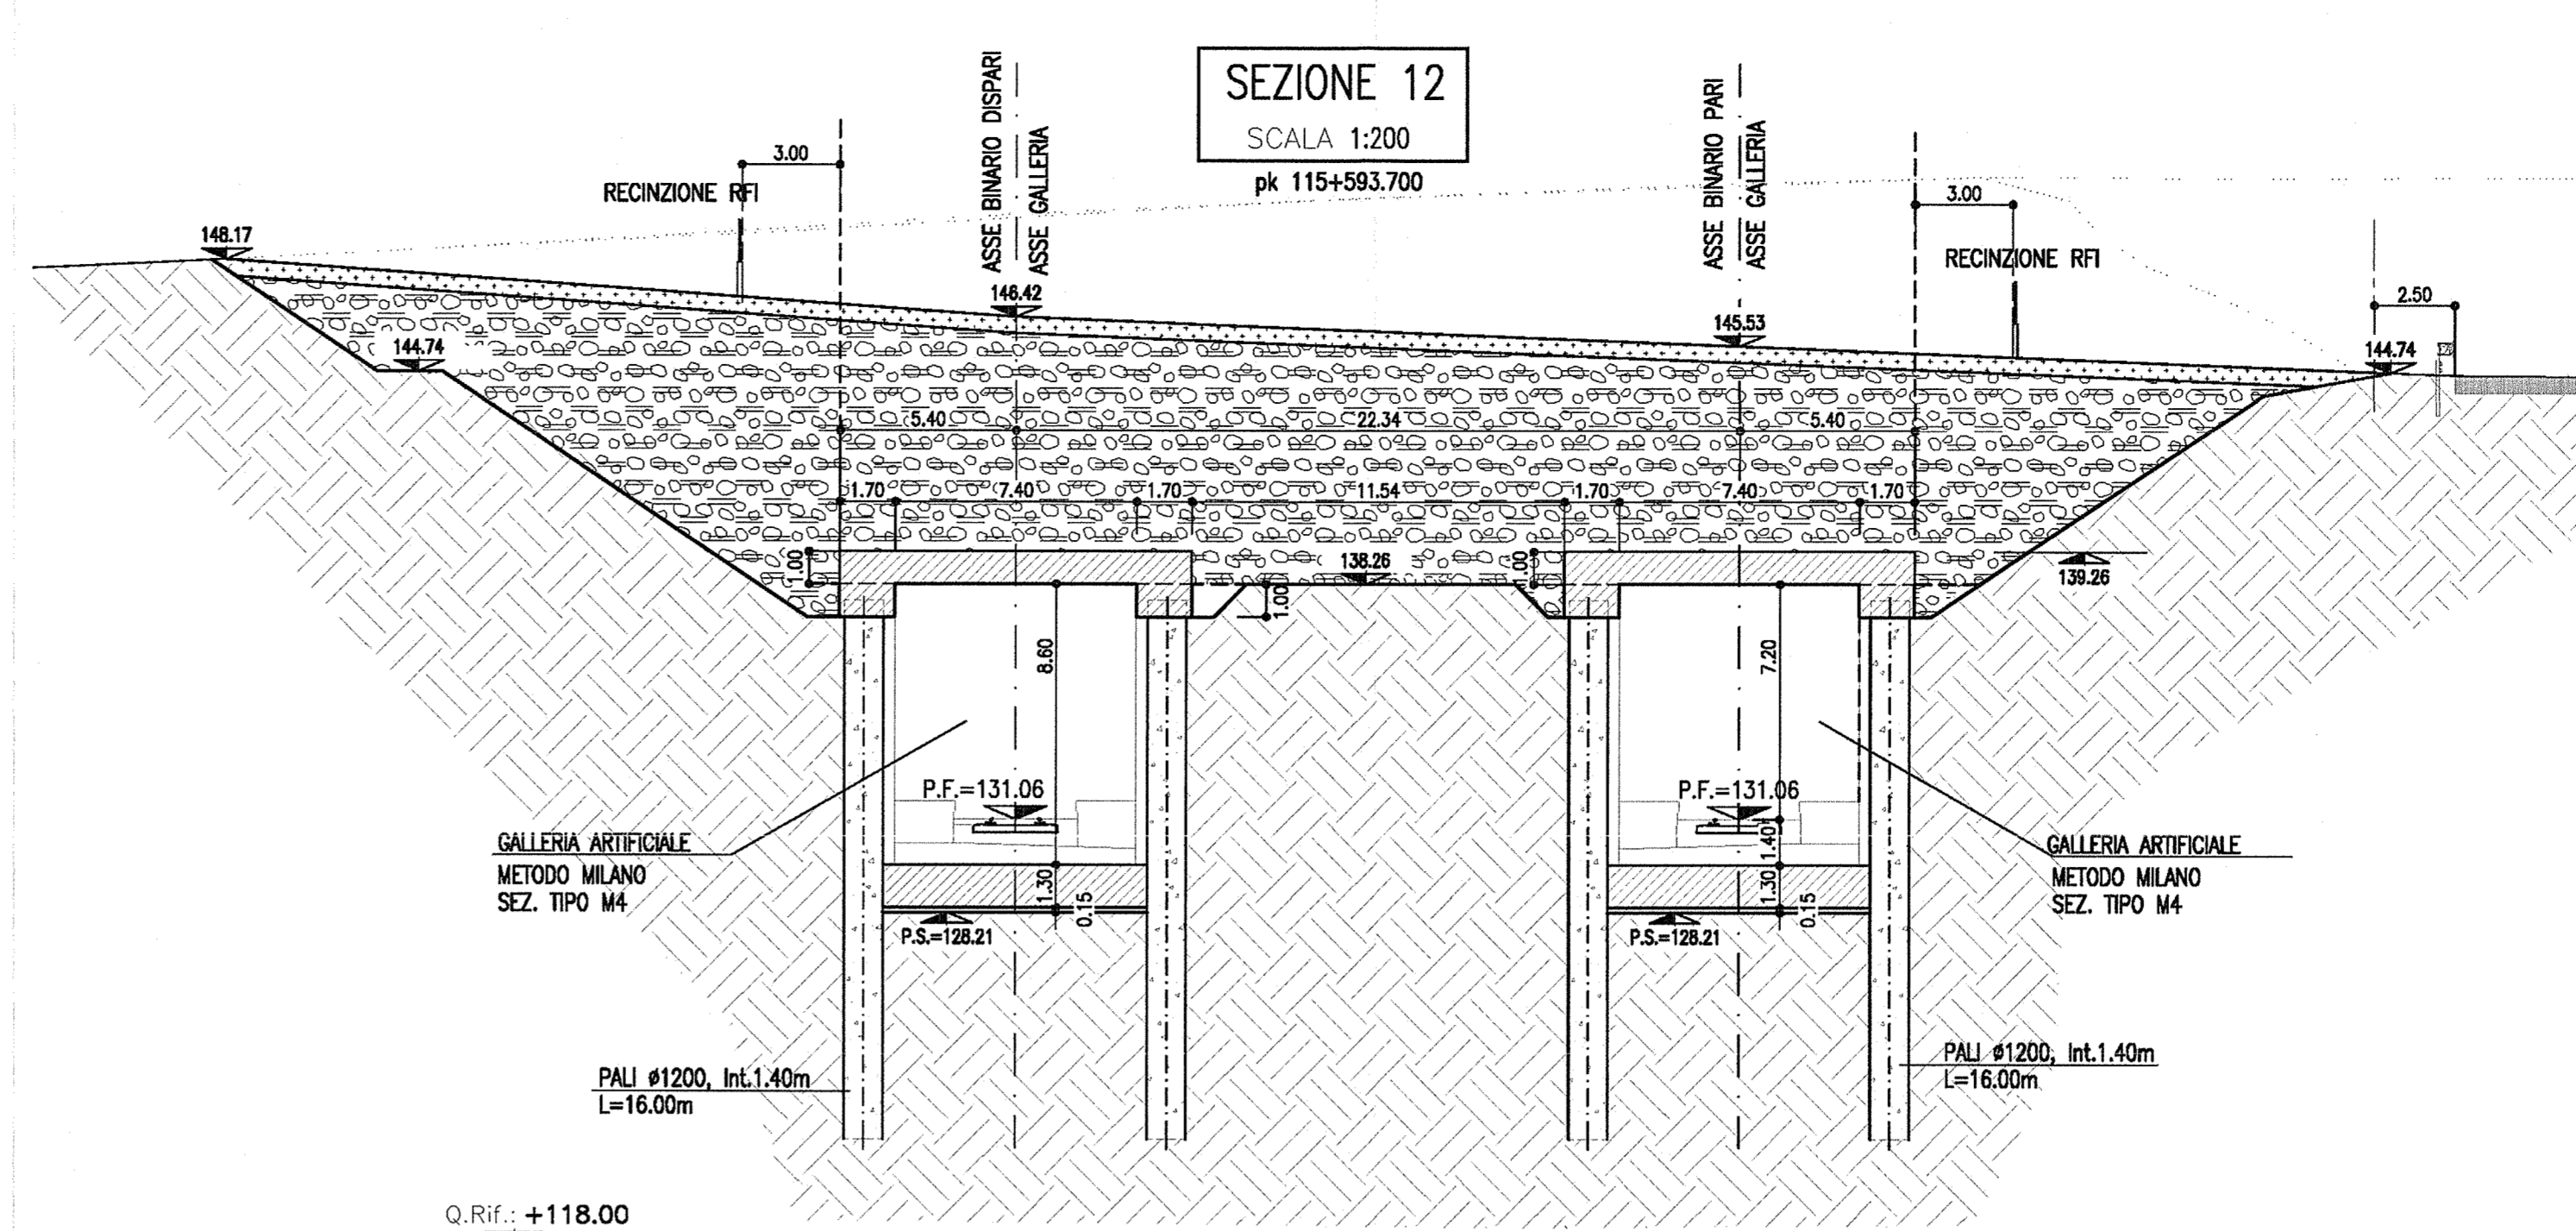 SEZIONE 12
SCALA 1:200
pk 115+593.700
ASSE BINARIO DISPARI
ASSE GALLERIA
ASSE BINARIO PARI
ASSE GALLERIA
3.00
RECINZIONE RFI
3.00
RECINZIONE RFI
148.17
146.42
145.53
2.50
144.74
144.74
5.40
22.34
5.40
1.70
7.40
1.70
11.54
1.70
7.40
1.70
1.00
138.26
1.00
1.00
139.26
8.60
7.20
P.F.=131.06
P.F.=131.06
1.40
GALLERIA ARTIFICIALE
METODO MILANO
SEZ. TIPO M4
GALLERIA ARTIFICIALE
METODO MILANO
SEZ. TIPO M4
1.30
0.15
1.30
0.15
P.S.=128.21
P.S.=128.21
PALI ø1200, Int.1.40m
L=16.00m
PALI ø1200, Int.1.40m
L=16.00m
Q.Rif.: +118.00